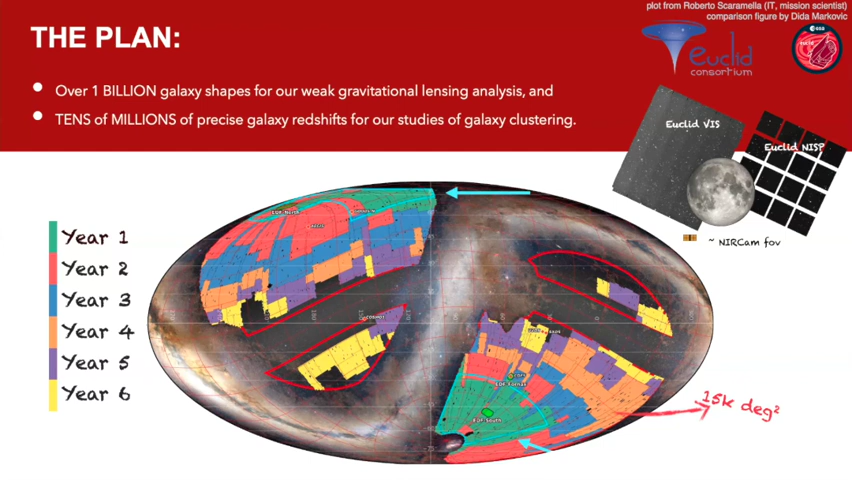 plot from Roberto Scaramella (IT, mission scientist)
comparison figure by Dida Markovic
THE PLAN:
esa
euclid
consortium
• Over 1 BILLION galaxy shapes for our weak gravitational lensing analysis, and
• TENS of MILLIONS of precise galaxy redshifts for our studies of galaxy clustering.
Euclid VIS
Euclid NISP
~ NIRCam fov
Year 1
Year 2
Year 3
Year 4
Year 5
Year 6
EDF-North
COSMOS
EDF-Fornax
EDF-South
15k deg²